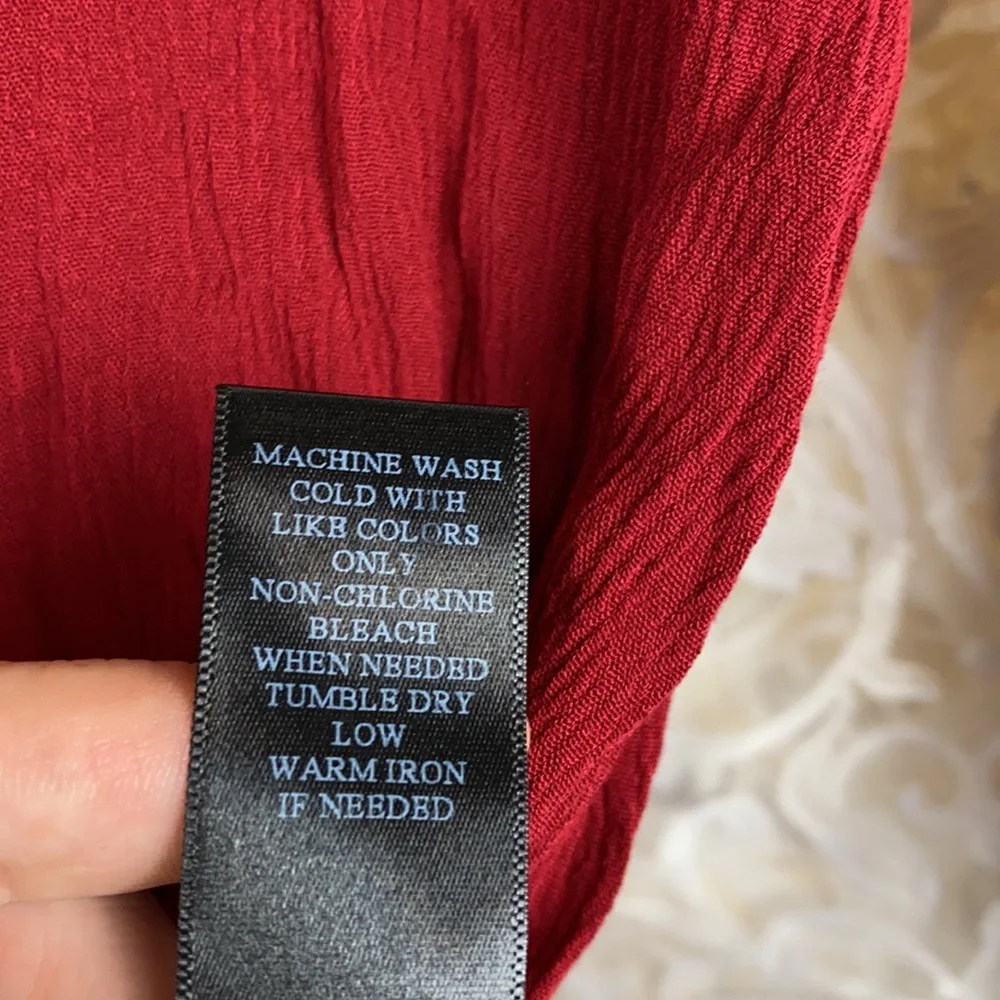 MACHINE WASH
COLD WITH
LIKE COLORS
ONLY
NON-CHLORINE
BLEACH
WHEN NEEDED
TUMBLE DRY
LOW
WARM IRON
IF NEEDED